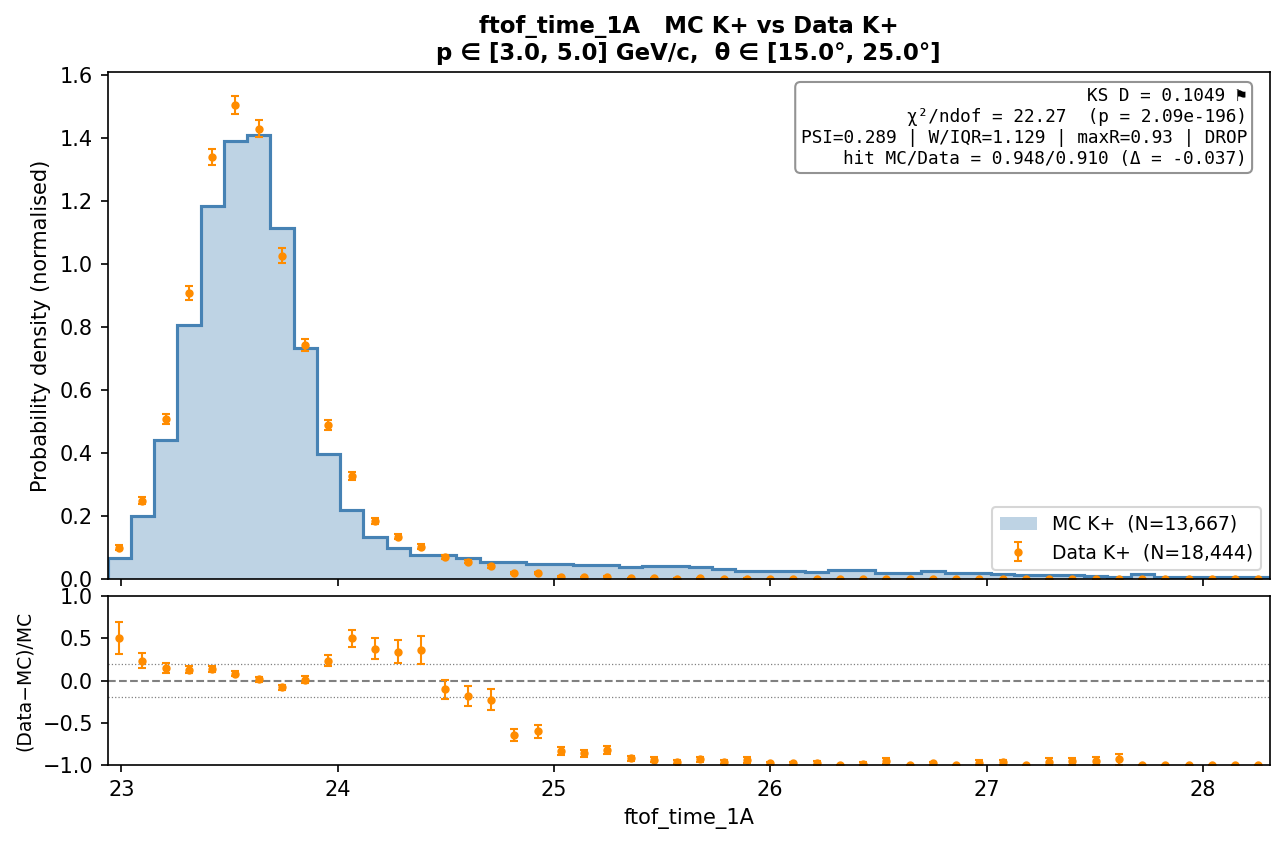 ftof_time_1A   MC K+ vs Data K+
p ∈ [3.0, 5.0] GeV/c,  θ ∈ [15.0°, 25.0°]
Probability density (normalised)
1.6
1.4
1.2
1.0
0.8
0.6
0.4
0.2
0.0
KS D = 0.1049 ⚑
χ²/ndof = 22.27  (p = 2.09e-196)
PSI=0.289 | W/IQR=1.129 | maxR=0.93 | DROP
hit MC/Data = 0.948/0.910 (Δ = -0.037)
MC K+  (N=13,667)
Data K+  (N=18,444)
(Data−MC)/MC
1.0
0.5
0.0
−0.5
−1.0
23 24 25 26 27 28
ftof_time_1A